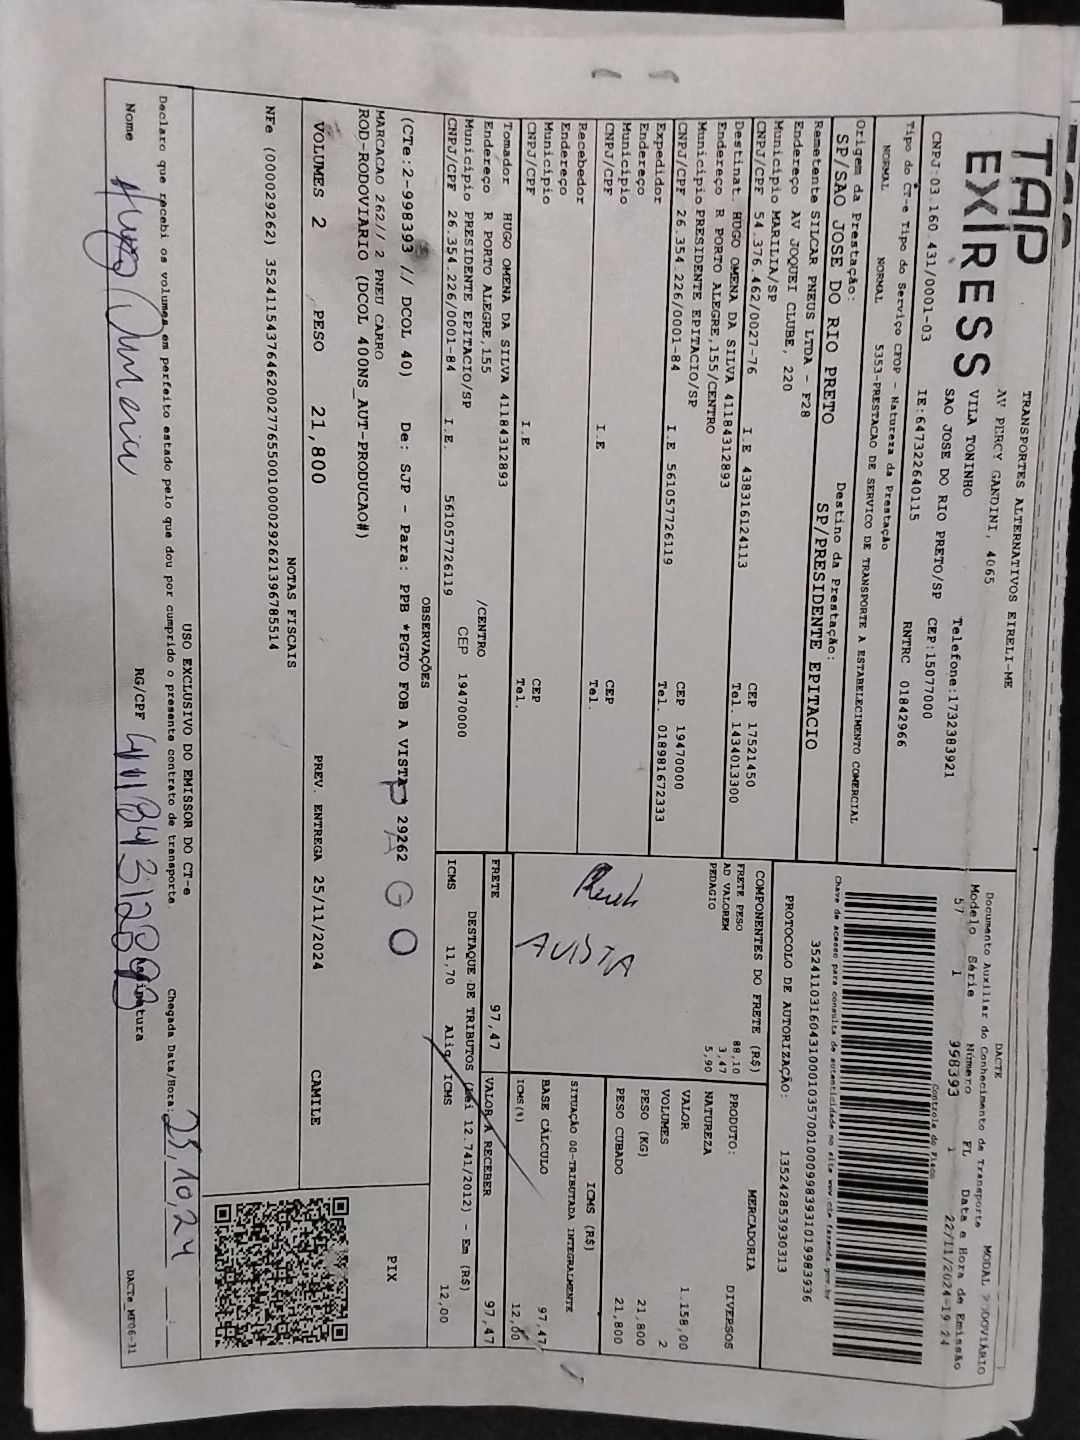 TAP
EXPRESS
TRANSPORTES ALTERNATIVOS EIRELI-ME
AV PERCY GANDINI, 4065
VILA TONINHO
SAO JOSE DO RIO PRETO/SP
Telefone:1732383921
CEP:15077000
CNPJ:03.160.431/0001-03
IE:647322640115
RNTRC 01842966
Tipo do CT-e Tipo do Serviço CFOP - Natureza da Prestação
NORMAL NORMAL 5353-PRESTACAO DE SERVICO DE TRANSPORTE A ESTABELECIMENTO COMERCIAL
Origem da Prestação: Destino da Prestação:
SP/SAO JOSE DO RIO PRETO SP/PRESIDENTE EPITACIO
Remetente SILCAR PNEUS LTDA - F28
Endereço AV JOQUEI CLUBE, 220
Município MARILIA/SP CEP 17521450
CNPJ/CPF 54.376.462/0027-76 I.E 438316124113 Tel. 1434013300
Destinat. HUGO OMENA DA SILVA 41184312893
Endereço R PORTO ALEGRE,155/CENTRO
Município PRESIDENTE EPITACIO/SP CEP 19470000
CNPJ/CPF 26.354.226/0001-84 I.E 561057726119 Tel. 018981672333
Expedidor
Endereço
Município CEP
CNPJ/CPF I.E Tel.
Recebedor
Endereço
Município CEP
CNPJ/CPF I.E Tel.
Tomador HUGO OMENA DA SILVA 41184312893
Endereço R PORTO ALEGRE,155 /CENTRO
Município PRESIDENTE EPITACIO/SP CEP 19470000
CNPJ/CPF 26.354.226/0001-84 I.E. 561057726119
DACTE
Documento Auxiliar do Conhecimento de Transporte
MODAL RODOVIÁRIO
Modelo Série Número FL Data e Hora de Emissão
57 1 998393 1 22/11/2024-19:24
Controle do Fisco
Chave de acesso para consulta de autenticidade no site www.cte.fazenda.gov.br
35241103160431000103570010009983931019983936
PROTOCOLO DE AUTORIZAÇÃO: 135242853930313
COMPONENTES DO FRETE (R$)
FRETE PESO 88,10
AD VALOREM 3,47
PEDAGIO 5,90
AVISTA
PRODUTO: MERCADORIA
NATUREZA DIVERSOS
VALOR 1.158,00
VOLUMES 2
PESO (KG) 21,800
PESO CUBADO 21,800
ICMS (R$)
SITUAÇÃO 00-TRIBUTADA INTEGRALMENTE
BASE CÁLCULO 97,47
ICMS(%) 12,00
FRETE 97,47
VALOR A RECEBER 97,47
DESTAQUE DE TRIBUTOS (Lei 12.741/2012) - Em (R$)
ICMS 11,70 Aliq ICMS 12,00
OBSERVAÇÕES
(CTe:2-998393 // DCOL 40) De: SJP - Para: PPB *PGTO FOB A VISTA* 29262
PAGO
MARCACAO 262// 2 PNEU CARRO
ROD-RODOVIARIO (DCOL 400NS_AUT-PRODUCAO#)
PIX
VOLUMES 2 PESO 21,800 PREV. ENTREGA 25/11/2024 CAMILE
NOTAS FISCAIS
NFe (000029262) 35241154376462002776550010000292621396785514
USO EXCLUSIVO DO EMISSOR DO CT-e
Declaro que recebi os volumes em perfeito estado pelo que dou por cumprido o presente contrato de transporte.
Chegada Data/Hora: 25,10,24
Nome
RG/CPF 41184312893
Assinatura
DACTe_MF06-31